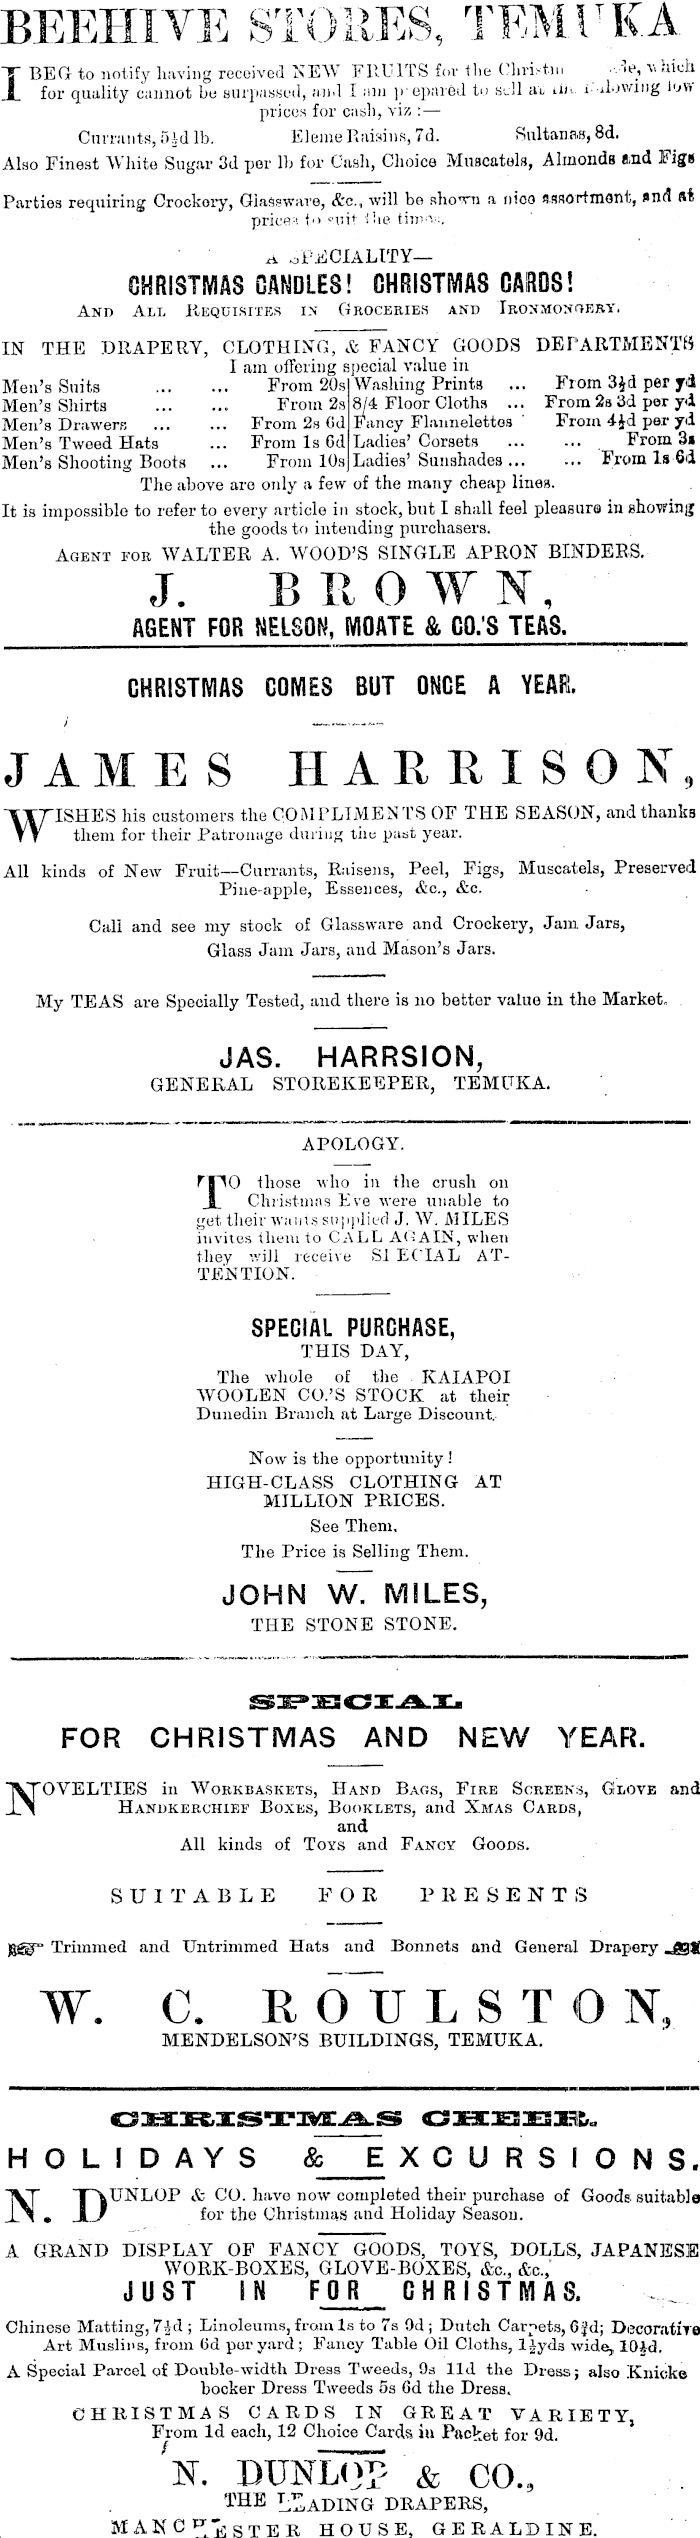 BEEHIVE STORES, TEMUKA
I BEG to notify having received NEW FRUITS for the which
for quality cannot be surpassed, and I am prepared to sell at the following low
prices for cash, viz :—
Currants, 5½d lb. Eleme Raisins, 7d. Sultanas, 8d.
Also Finest White Sugar 3d per lb for Cash, Choice Muscatels, Almonds and Figs
Parties requiring Crockery, Glassware, &c., will be shown a nice assortment, and at
prices to suit the times.
A SPECIALITY—
CHRISTMAS CANDLES! CHRISTMAS CARDS!
AND ALL REQUISITES IN GROCERIES AND IRONMONGERY.
IN THE DRAPERY, CLOTHING, & FANCY GOODS DEPARTMENTS
I am offering special value in
Men's Suits ... ... From 20s Washing Prints ... From 3½d per yd
Men's Shirts ... ... From 2s 8/4 Floor Cloths ... From 2s 3d per yd
Men's Drawers ... ... From 2s 6d Fancy Flannelettes From 4½d per yd
Men's Tweed Hats ... From 1s 6d Ladies' Corsets ... ... From 3s
Men's Shooting Boots ... From 10s Ladies' Sunshades ... ... From 1s 6d
The above are only a few of the many cheap lines.
It is impossible to refer to every article in stock, but I shall feel pleasure in showing
the goods to intending purchasers.
AGENT FOR WALTER A. WOOD'S SINGLE APRON BINDERS.
J. BROWN,
AGENT FOR NELSON, MOATE & CO.'S TEAS.
CHRISTMAS COMES BUT ONCE A YEAR.
JAMES HARRISON,
WISHES his customers the COMPLIMENTS OF THE SEASON, and thanks
them for their Patronage during the past year.
All kinds of New Fruit—Currants, Raisens, Peel, Figs, Muscatels, Preserved
Pine-apple, Essences, &c., &c.
Call and see my stock of Glassware and Crockery, Jam Jars,
Glass Jam Jars, and Mason's Jars.
My TEAS are Specially Tested, and there is no better value in the Market.
JAS. HARRSION,
GENERAL STOREKEEPER, TEMUKA.
APOLOGY.
TO those who in the crush on
Christmas Eve were unable to
get their wants supplied J. W. MILES
invites them to CALL AGAIN, when
they will receive SPECIAL AT-
TENTION.
SPECIAL PURCHASE,
THIS DAY,
The whole of the KAIAPOI
WOOLEN CO.'S STOCK at their
Dunedin Branch at Large Discount.
Now is the opportunity!
HIGH-CLASS CLOTHING AT
MILLION PRICES.
See Them.
The Price is Selling Them.
JOHN W. MILES,
THE STONE STONE.
SPECIAL
FOR CHRISTMAS AND NEW YEAR.
NOVELTIES in WORKBASKETS, HAND BAGS, FIRE SCREENS, GLOVE and
HANDKERCHIEF BOXES, BOOKLETS, and XMAS CARDS,
and
All kinds of TOYS and FANCY GOODS.
SUITABLE FOR PRESENTS
Trimmed and Untrimmed Hats and Bonnets and General Drapery
W. C. ROULSTON,
MENDELSON'S BUILDINGS, TEMUKA.
CHRISTMAS CHEER.
HOLIDAYS & EXCURSIONS.
N. DUNLOP & CO. have now completed their purchase of Goods suitable
for the Christmas and Holiday Season.
A GRAND DISPLAY OF FANCY GOODS, TOYS, DOLLS, JAPANESE
WORK-BOXES, GLOVE-BOXES, &c., &c.,
JUST IN FOR CHRISTMAS.
Chinese Matting, 7½d; Linoleums, from 1s to 7s 9d; Dutch Carpets, 6¾d; Decorative
Art Muslins, from 6d per yard; Fancy Table Oil Cloths, 1½yds wide, 10½d.
A Special Parcel of Double-width Dress Tweeds, 9s 11d the Dress; also Knicke
bocker Dress Tweeds 5s 6d the Dress.
CHRISTMAS CARDS IN GREAT VARIETY,
From 1d each, 12 Choice Cards in Packet for 9d.
N. DUNLOP & CO.,
THE LEADING DRAPERS,
MANCHESTER HOUSE, GERALDINE.